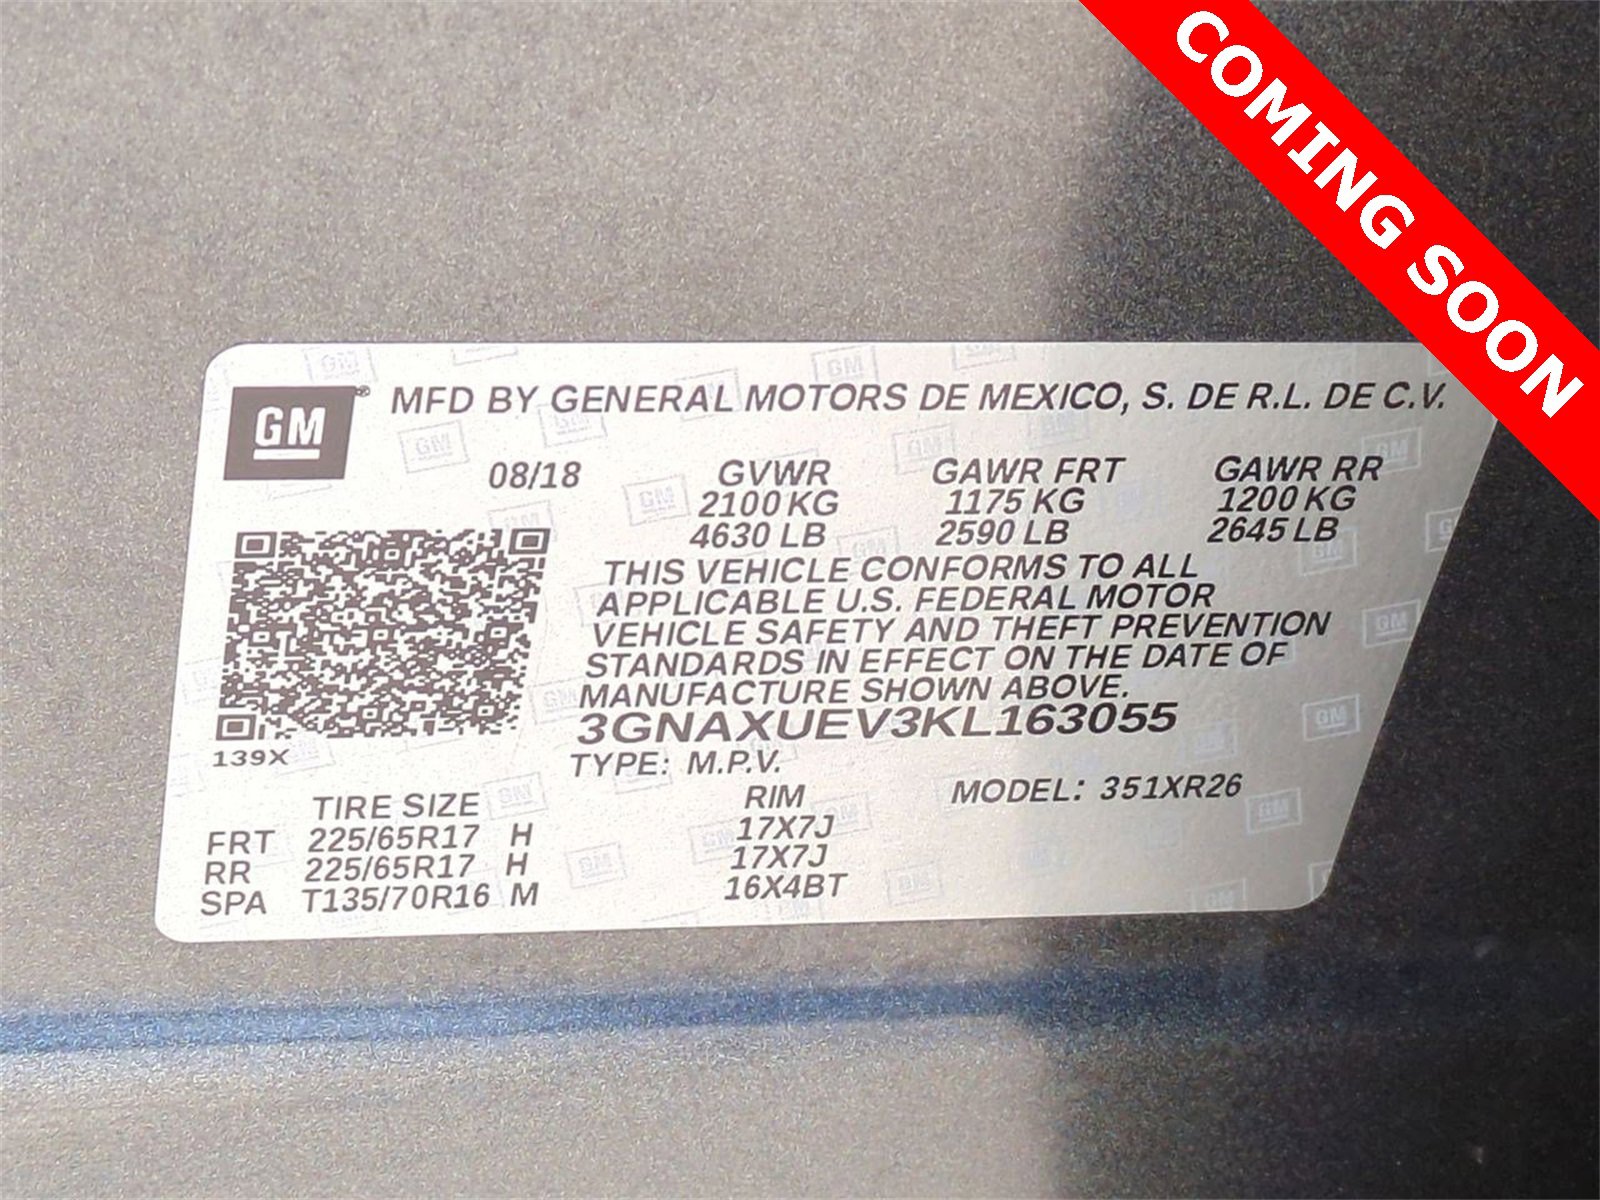 COMING SOON
GM
MFD BY GENERAL MOTORS DE MEXICO, S. DE R.L. DE C.V.
08/18 GVWR GAWR FRT GAWR RR
2100 KG 1175 KG 1200 KG
4630 LB 2590 LB 2645 LB
THIS VEHICLE CONFORMS TO ALL
APPLICABLE U.S. FEDERAL MOTOR
VEHICLE SAFETY AND THEFT PREVENTION
STANDARDS IN EFFECT ON THE DATE OF
MANUFACTURE SHOWN ABOVE.
3GNAXUEV3KL163055
139X
TYPE: M.P.V.
TIRE SIZE RIM MODEL: 351XR26
FRT 225/65R17 H 17X7J
RR 225/65R17 H 17X7J
SPA T135/70R16 M 16X4BT